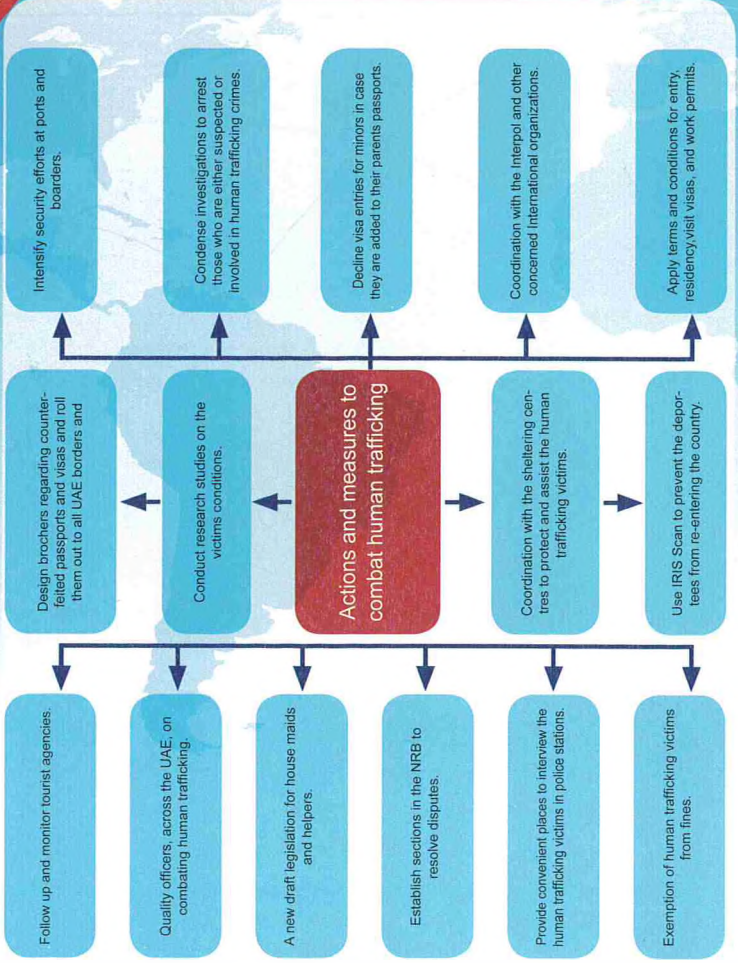 Exemption of human trafficking victims
from fines.
Provide convenient places to interview the
human trafficking victims in police stations.
Establish sections in the NRB to
resolve disputes.
A new draft legislation for house maids
and helpers.
Quality officers, across the UAE, on
combating human trafficking.
Follow up and monitor tourist agencies.
Use IRIS Scan to prevent the depor-
tees from re-entering the country.
Coordination with the sheltering cen-
tres to protect and assist the human
trafficking victims.
Actions and measures to
combat human trafficking
Conduct research studies on the
victims conditions.
Design brochers regarding counter-
feited passports and visas and roll
them out to all UAE borders and
Apply terms and conditions for entry,
residency,visit visas, and work permits.
Coordination with the Interpol and other
concerned International organizations.
Decline visa entries for minors in case
they are added to their parents passports.
Condense investigations to arrest
those who are either suspected or
involved in human trafficking crimes.
Intensify security efforts at ports and
boarders.